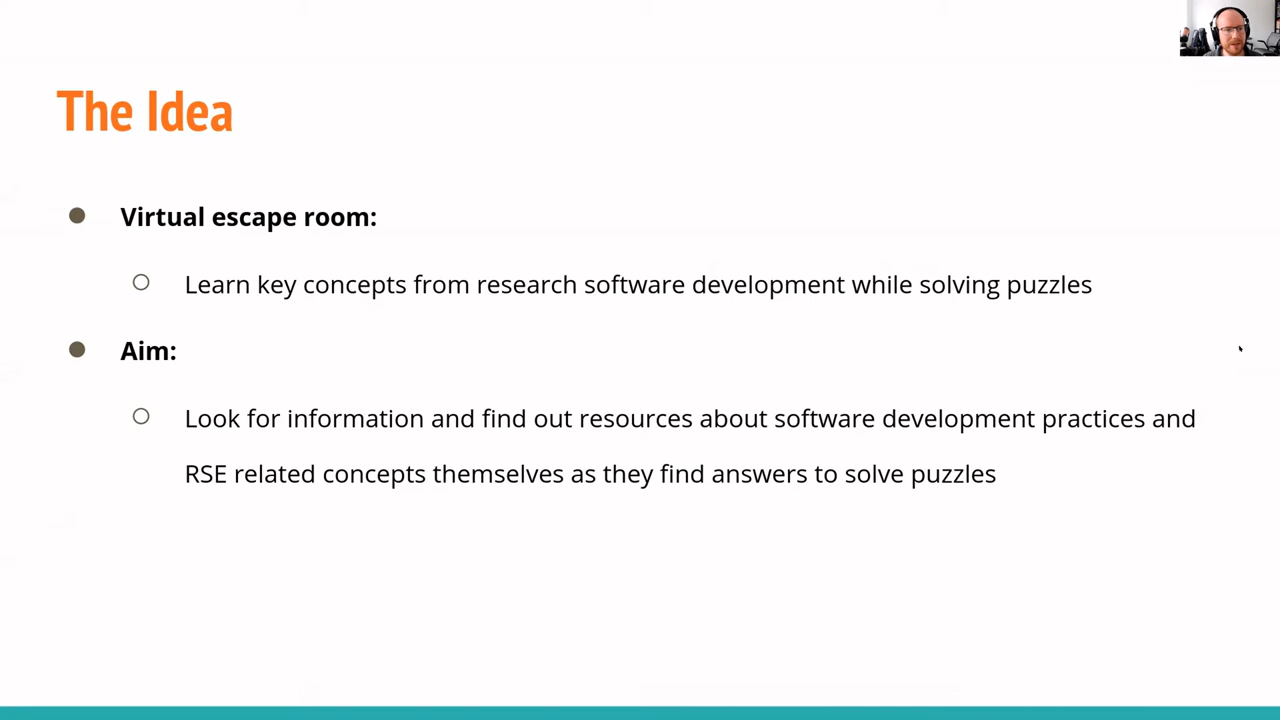 The Idea
Virtual escape room:
Learn key concepts from research software development while solving puzzles
Aim:
Look for information and find out resources about software development practices and
RSE related concepts themselves as they find answers to solve puzzles